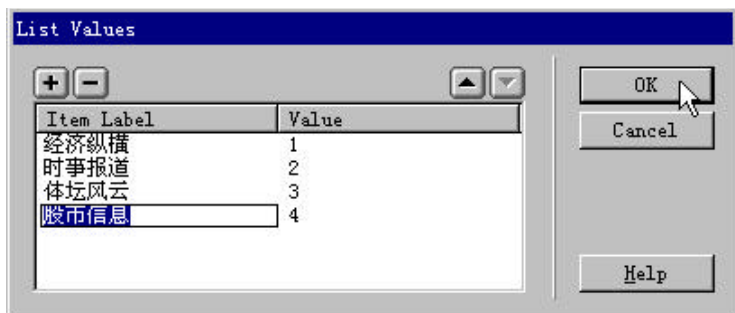 List Values
OK
Cancel
Item Label Value
经济纵横 1
时事报道 2
体坛风云 3
股市信息 4
Help